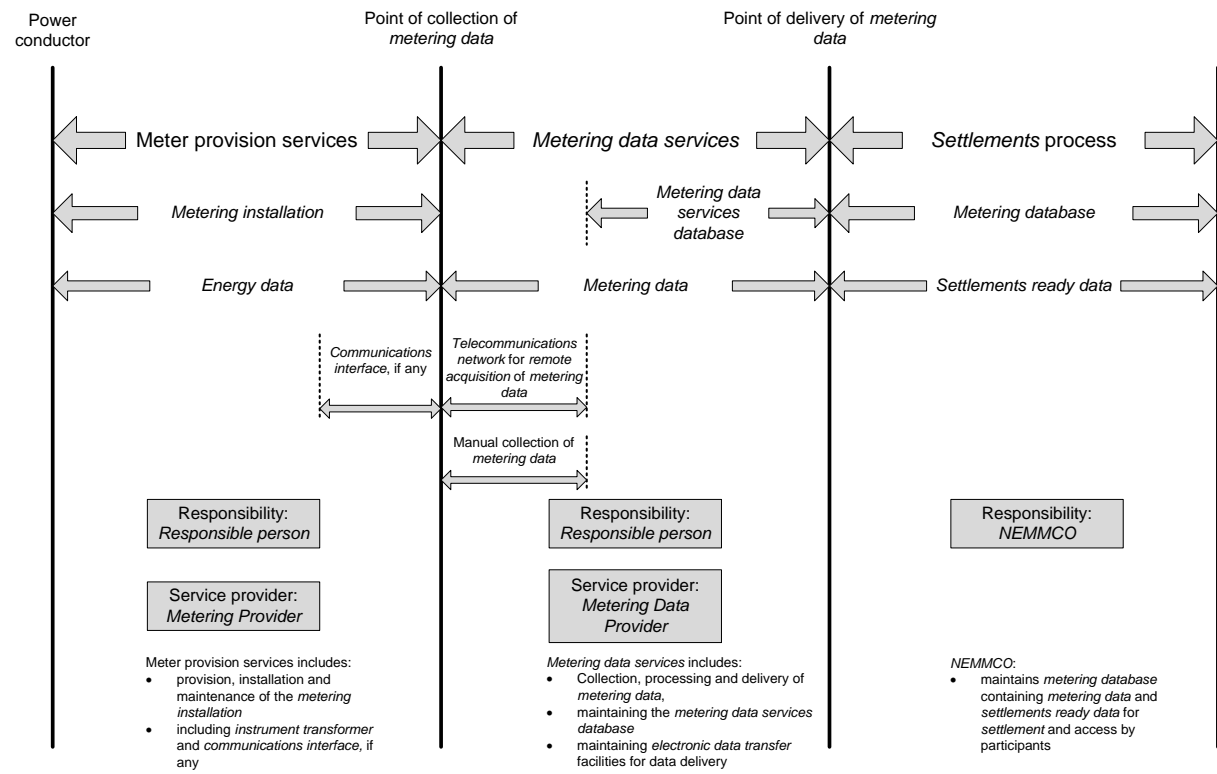 Power
conductor
Point of collection of
metering data
Point of delivery of metering
data
Meter provision services
Metering data services
Settlements process
Metering installation
Metering data
services
database
Metering database
Energy data
Metering data
Settlements ready data
Communications
interface, if any
Telecommunications
network for remote
acquisition of metering
data
Manual collection of
metering data
Responsibility:
Responsible person
Responsibility:
Responsible person
Responsibility:
NEMMCO
Service provider:
Metering Provider
Service provider:
Metering Data
Provider
Meter provision services includes:
• provision, installation and
maintenance of the metering
installation
• including instrument transformer
and communications interface, if
any
Metering data services includes:
• Collection, processing and delivery of
metering data,
• maintaining the metering data services
database
• maintaining electronic data transfer
facilities for data delivery
NEMMCO:
• maintains metering database
containing metering data and
settlements ready data for
settlement and access by
participants